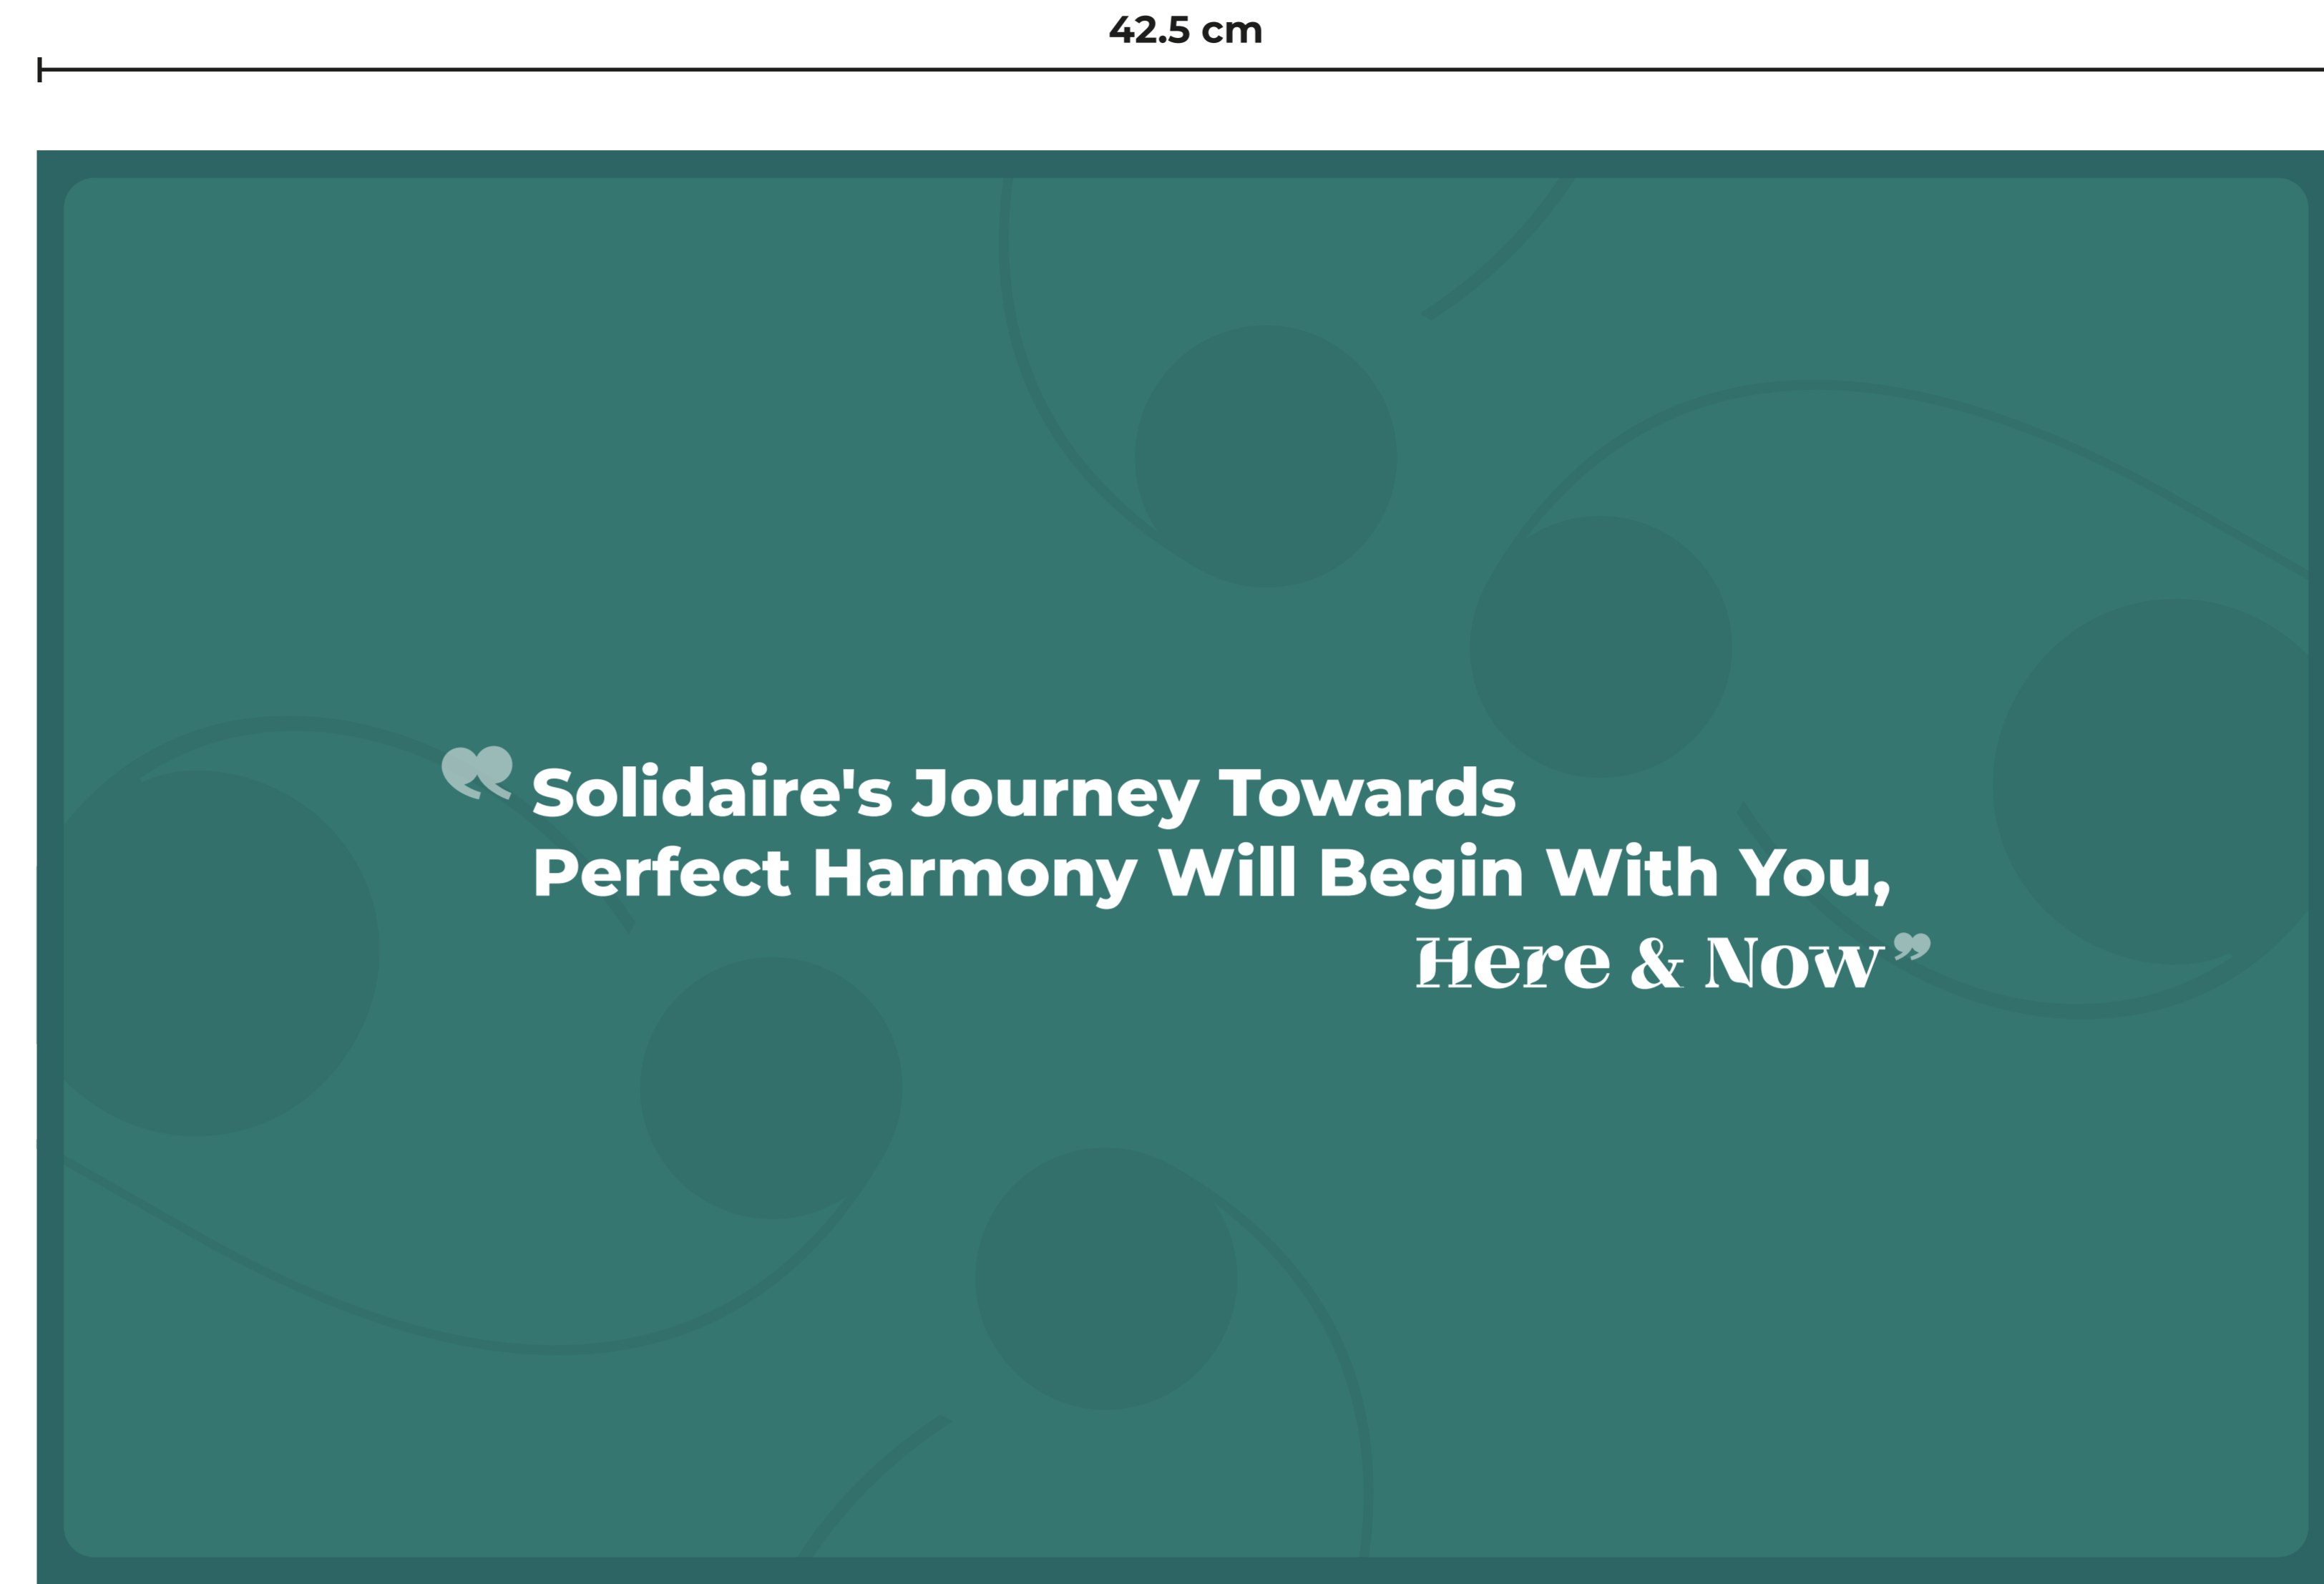 42.5 cm
❞ Solidaire's Journey Towards
Perfect Harmony Will Begin With You,
Here & Now ❞